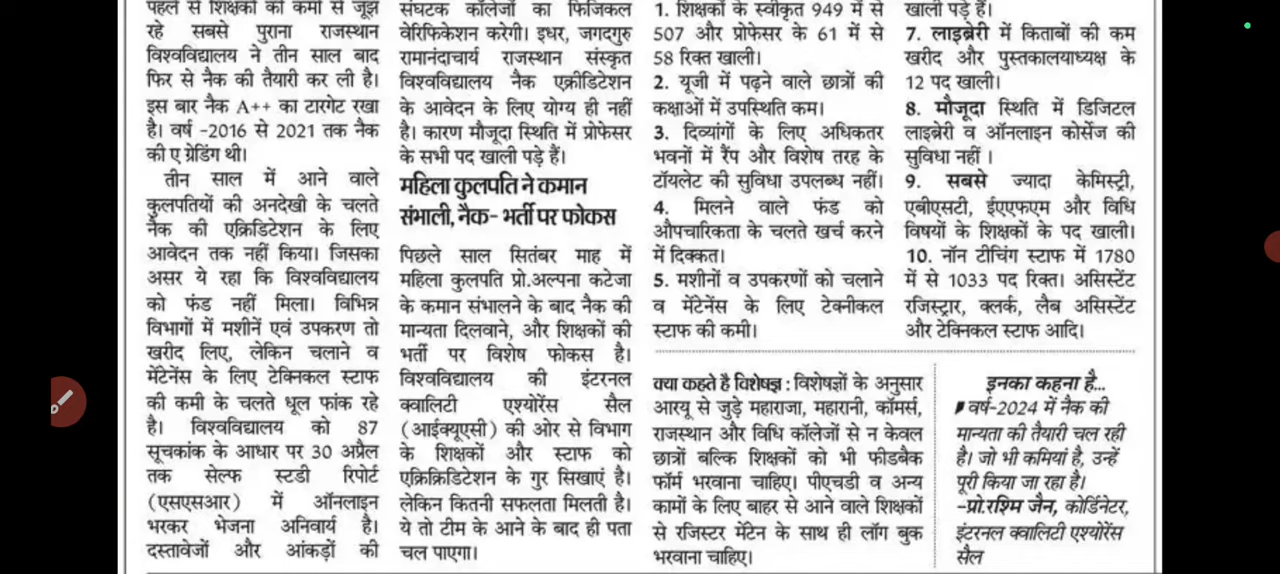 पहले से शिक्षकों की कमी से जूझ
रहे सबसे पुराना राजस्थान
विश्वविद्यालय ने तीन साल बाद
फिर से नैक की तैयारी कर ली है।
इस बार नैक A++ का टारगेट रखा
है। वर्ष -2016 से 2021 तक नैक
की ए ग्रेडिंग थी।
तीन साल में आने वाले
कुलपतियों की अनदेखी के चलते
नैक की एक्रिडिटेशन के लिए
आवेदन तक नहीं किया। जिसका
असर ये रहा कि विश्वविद्यालय
को फंड नहीं मिला। विभिन्न
विभागों में मशीनें एवं उपकरण तो
खरीद लिए, लेकिन चलाने व
मेंटेनेंस के लिए टेक्निकल स्टाफ
की कमी के चलते धूल फांक रहे
है। विश्वविद्यालय को 87
सूचकांक के आधार पर 30 अप्रैल
तक सेल्फ स्टडी रिपोर्ट
(एसएसआर) में ऑनलाइन
भरकर भेजना अनिवार्य है।
दस्तावेजों और आंकड़ों की
संघटक कॉलेजों का फिजिकल
वेरिफिकेशन करेगी। इधर, जगदगुरु
रामानंदाचार्य राजस्थान संस्कृत
विश्वविद्यालय नैक एक्रीडिटेशन
के आवेदन के लिए योग्य ही नहीं
है। कारण मौजूदा स्थिति में प्रोफेसर
के सभी पद खाली पड़े हैं।
महिला कुलपति ने कमान
संभाली, नैक- भर्ती पर फोकस
पिछले साल सितंबर माह में
महिला कुलपति प्रो.अल्पना कटेजा
के कमान संभालने के बाद नैक की
मान्यता दिलवाने, और शिक्षकों की
भर्ती पर विशेष फोकस है।
विश्वविद्यालय की इंटरनल
क्वालिटी एश्योरेंस सैल
(आईक्यूएसी) की ओर से विभाग
के शिक्षकों और स्टाफ को
एक्रिक्रिडिटेशन के गुर सिखाएं है।
लेकिन कितनी सफलता मिलती है।
ये तो टीम के आने के बाद ही पता
चल पाएगा।
1. शिक्षकों के स्वीकृत 949 में से
507 और प्रोफेसर के 61 में से
58 रिक्त खाली।
2. यूजी में पढ़ने वाले छात्रों की
कक्षाओं में उपस्थिति कम।
3. दिव्यांगों के लिए अधिकतर
भवनों में रैंप और विशेष तरह के
टॉयलेट की सुविधा उपलब्ध नहीं।
4. मिलने वाले फंड को
औपचारिकता के चलते खर्च करने
में दिक्कत।
5. मशीनों व उपकरणों को चलाने
व मेंटेनेंस के लिए टेक्नीकल
स्टाफ की कमी।
खाली पड़े हैं।
7. लाइब्रेरी में किताबों की कम
खरीद और पुस्तकालयाध्यक्ष के
12 पद खाली।
8. मौजूदा स्थिति में डिजिटल
लाइब्रेरी व ऑनलाइन कोर्सेज की
सुविधा नहीं ।
9. सबसे ज्यादा केमिस्ट्री,
एबीएसटी, ईएएफएम और विधि
विषयों के शिक्षकों के पद खाली।
10. नॉन टीचिंग स्टाफ में 1780
में से 1033 पद रिक्त। असिस्टेंट
रजिस्ट्रार, क्लर्क, लैब असिस्टेंट
और टेक्निकल स्टाफ आदि।
क्या कहते है विशेषज्ञ : विशेषज्ञों के अनुसार
आरयू से जुड़े महाराजा, महारानी, कॉमर्स,
राजस्थान और विधि कॉलेजों से न केवल
छात्रों बल्कि शिक्षकों को भी फीडबैक
फॉर्म भरवाना चाहिए। पीएचडी व अन्य
कामों के लिए बाहर से आने वाले शिक्षकों
से रजिस्टर मेंटेन के साथ ही लॉग बुक
भरवाना चाहिए।
इनका कहना है...
वर्ष-2024 में नैक की
मान्यता की तैयारी चल रही
है। जो भी कमियां है, उन्हें
पूरी किया जा रहा है।
-प्रो.रश्मि जैन, कोर्डिनेटर,
इंटरनल क्वालिटी एश्योरेंस
सैल